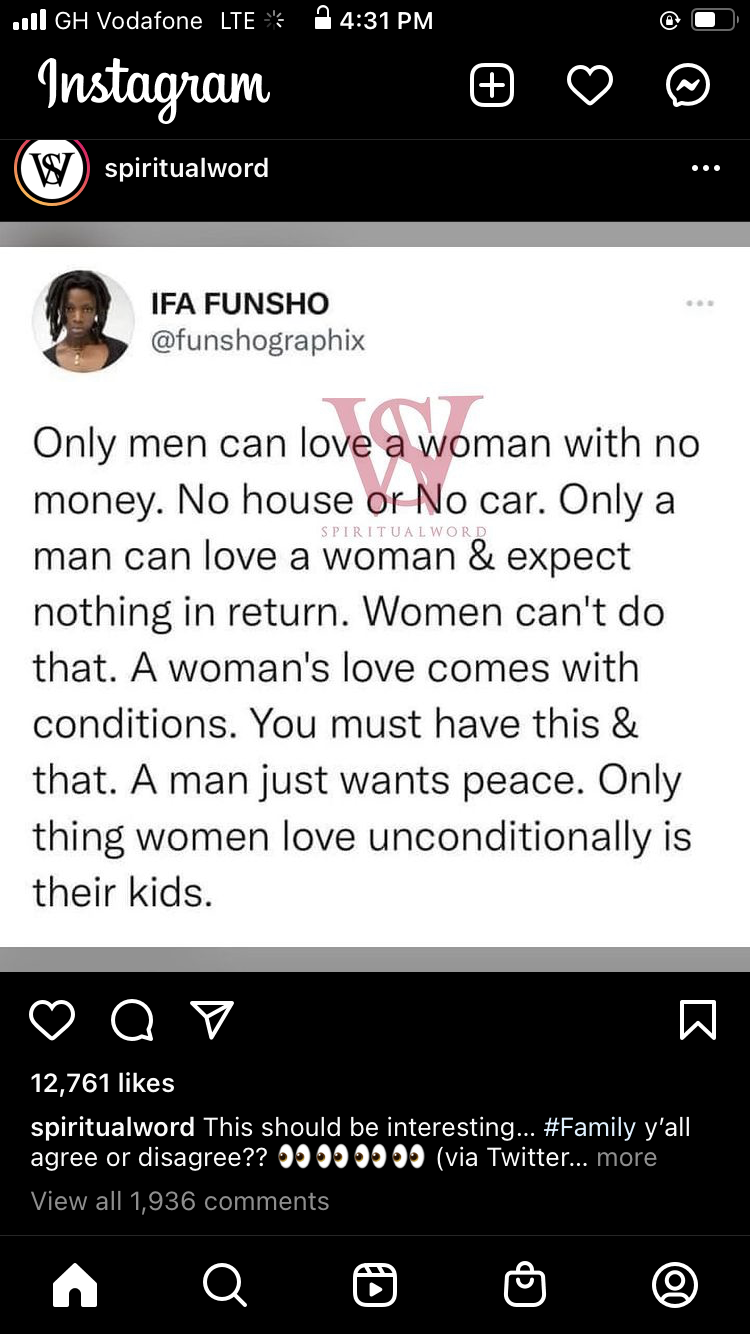 GH Vodafone LTE 4:31 PM
Instagram
WS spiritualword
IFA FUNSHO
@funshographix
Only men can love a woman with no
money. No house or No car. Only a
SPIRITUALWORD
man can love a woman & expect
nothing in return. Women can't do
that. A woman's love comes with
conditions. You must have this &
that. A man just wants peace. Only
thing women love unconditionally is
their kids.
12,761 likes
spiritualword This should be interesting... #Family y’all
agree or disagree?? 👀👀👀👀 (via Twitter... more
View all 1,936 comments